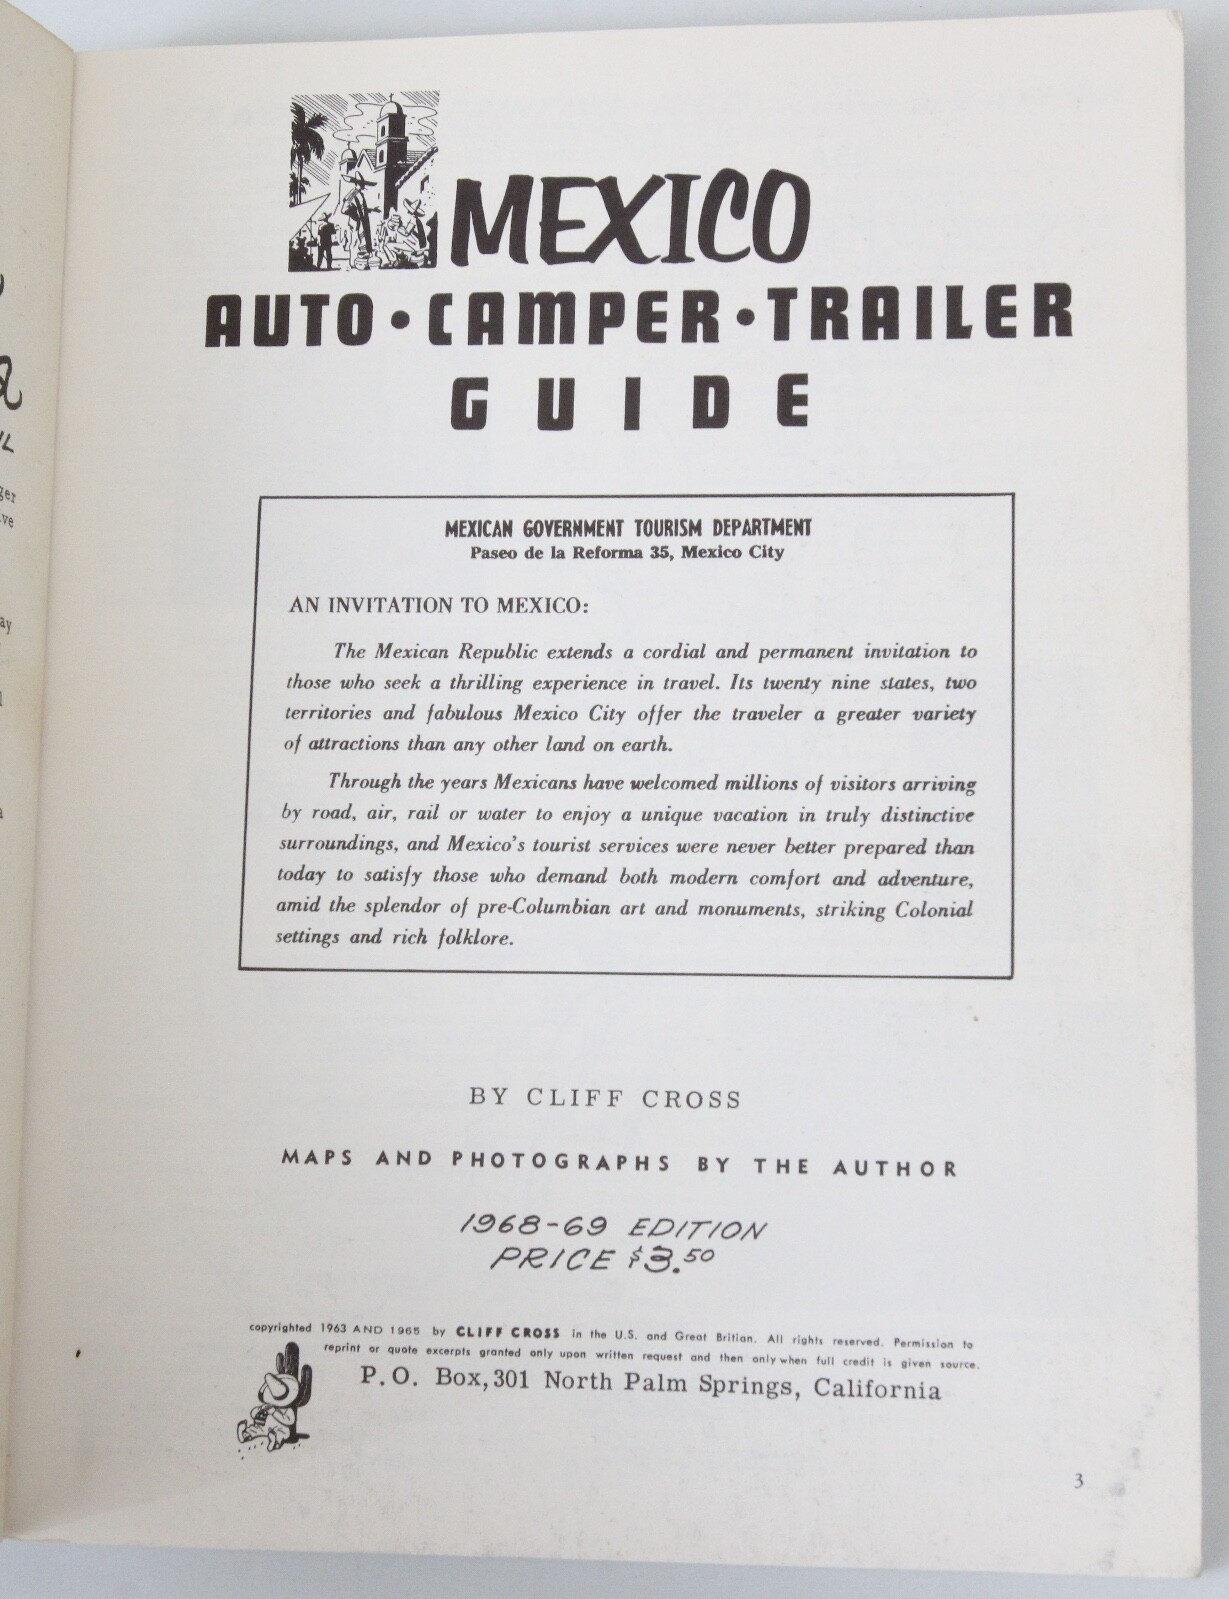 MEXICO
AUTO•CAMPER•TRAILER
GUIDE
MEXICAN GOVERNMENT TOURISM DEPARTMENT
Paseo de la Reforma 35, Mexico City
AN INVITATION TO MEXICO:
The Mexican Republic extends a cordial and permanent invitation to
those who seek a thrilling experience in travel. Its twenty nine states, two
territories and fabulous Mexico City offer the traveler a greater variety
of attractions than any other land on earth.
Through the years Mexicans have welcomed millions of visitors arriving
by road, air, rail or water to enjoy a unique vacation in truly distinctive
surroundings, and Mexico's tourist services were never better prepared than
today to satisfy those who demand both modern comfort and adventure,
amid the splendor of pre-Columbian art and monuments, striking Colonial
settings and rich folklore.
BY CLIFF CROSS
MAPS AND PHOTOGRAPHS BY THE AUTHOR
1968-69 EDITION
PRICE $3.50
copyrighted 1963 AND 1965 by CLIFF CROSS in the U.S. and Great Britian. All rights reserved. Permission to
reprint or quote excerpts granted only upon written request and then only when full credit is given source.
P.O. Box, 301 North Palm Springs, California
3